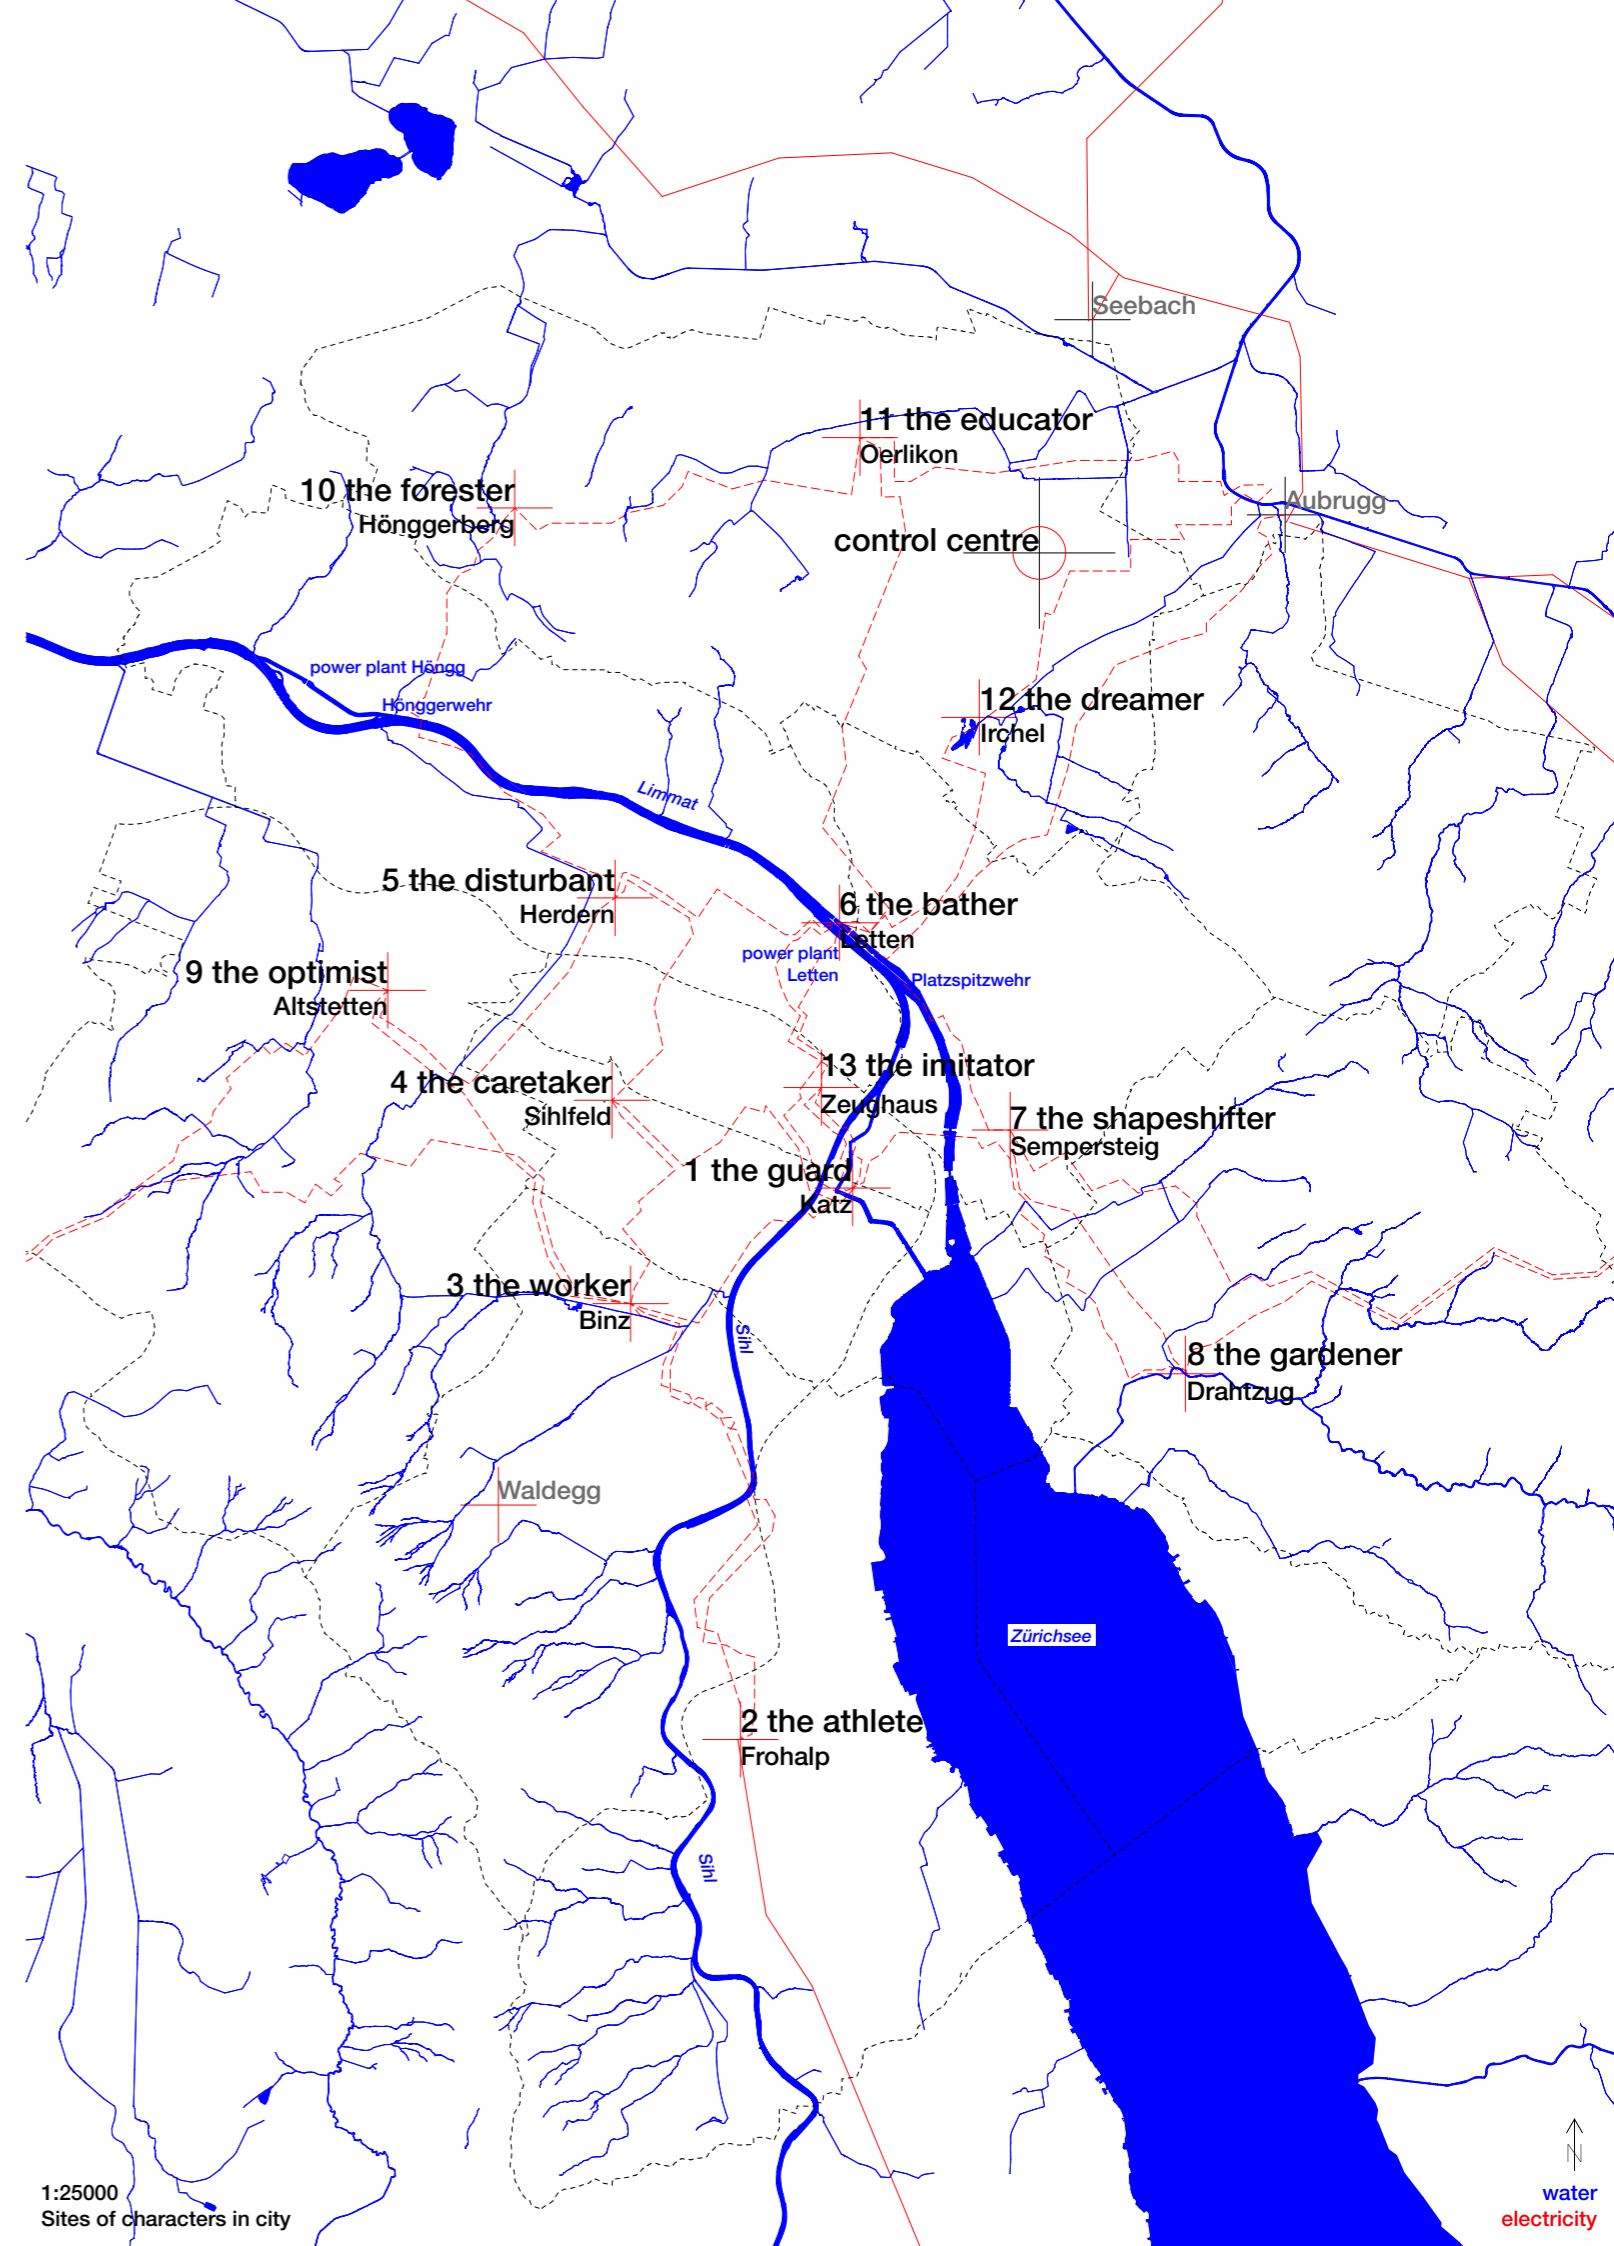 Seebach
11 the educator
Oerlikon
10 the forester
Hönggerberg
Aubrugg
control centre
power plant Höngg
Hönggerwehr
12 the dreamer
Irchel
Limmat
5 the disturbant
Herdern
6 the bather
Letten
power plant
Letten
Platzspitzwehr
9 the optimist
Altstetten
13 the imitator
Zeughaus
4 the caretaker
Sihlfeld
7 the shapeshifter
Sempersteig
1 the guard
Katz
3 the worker
Binz
Sihl
8 the gardener
Drahtzug
Waldegg
Zürichsee
2 the athlete
Frohalp
Sihl
N
1:25000
Sites of characters in city
water
electricity